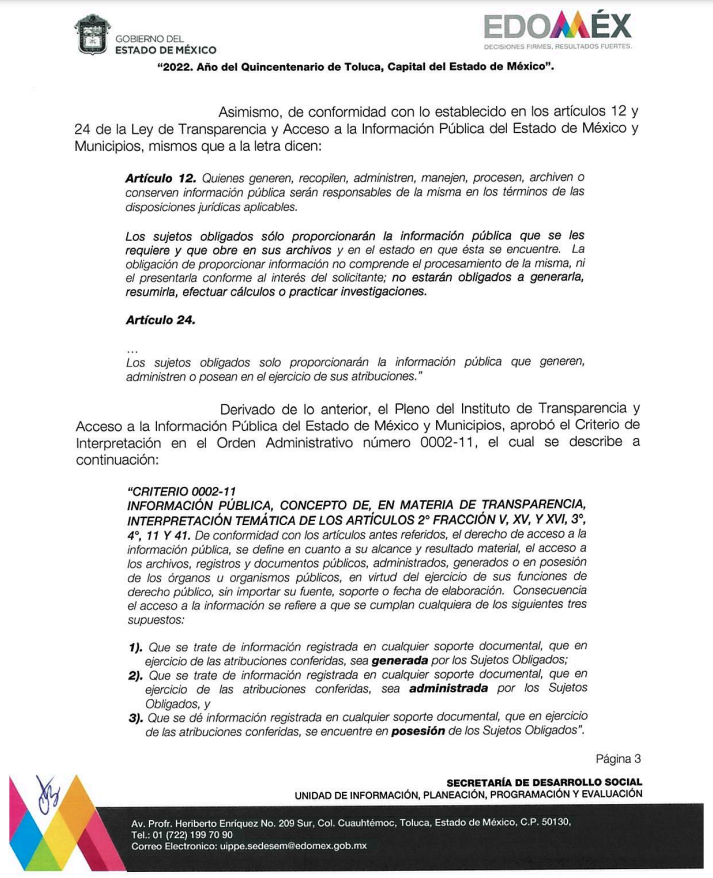 GOBIERNO DEL
ESTADO DE MÉXICO
EDOMÉX
DECISIONES FIRMES, RESULTADOS FUERTES.
“2022. Año del Quincentenario de Toluca, Capital del Estado de México”.
Asimismo, de conformidad con lo establecido en los artículos 12 y
24 de la Ley de Transparencia y Acceso a la Información Pública del Estado de México y
Municipios, mismos que a la letra dicen:
Artículo 12. Quienes generen, recopilen, administren, manejen, procesen, archiven o
conserven información pública serán responsables de la misma en los términos de las
disposiciones jurídicas aplicables.
Los sujetos obligados sólo proporcionarán la información pública que se les
requiere y que obre en sus archivos y en el estado en que ésta se encuentre. La
obligación de proporcionar información no comprende el procesamiento de la misma, ni
el presentarla conforme al interés del solicitante; no estarán obligados a generarla,
resumirla, efectuar cálculos o practicar investigaciones.
Artículo 24.
...
Los sujetos obligados solo proporcionarán la información pública que generen,
administren o posean en el ejercicio de sus atribuciones.”
Derivado de lo anterior, el Pleno del Instituto de Transparencia y
Acceso a la Información Pública del Estado de México y Municipios, aprobó el Criterio de
Interpretación en el Orden Administrativo número 0002-11, el cual se describe a
continuación:
“CRITERIO 0002-11
INFORMACIÓN PÚBLICA, CONCEPTO DE, EN MATERIA DE TRANSPARENCIA,
INTERPRETACIÓN TEMÁTICA DE LOS ARTÍCULOS 2° FRACCIÓN V, XV, Y XVI, 3°,
4°, 11 Y 41. De conformidad con los artículos antes referidos, el derecho de acceso a la
información pública, se define en cuanto a su alcance y resultado material, el acceso a
los archivos, registros y documentos públicos, administrados, generados o en posesión
de los órganos u organismos públicos, en virtud del ejercicio de sus funciones de
derecho público, sin importar su fuente, soporte o fecha de elaboración. Consecuencia
el acceso a la información se refiere a que se cumplan cualquiera de los siguientes tres
supuestos:
1). Que se trate de información registrada en cualquier soporte documental, que en
ejercicio de las atribuciones conferidas, sea generada por los Sujetos Obligados;
2). Que se trate de información registrada en cualquier soporte documental, que en
ejercicio de las atribuciones conferidas, sea administrada por los Sujetos
Obligados, y
3). Que se dé información registrada en cualquier soporte documental, que en ejercicio
de las atribuciones conferidas, se encuentre en posesión de los Sujetos Obligados”.
Página 3
SECRETARÍA DE DESARROLLO SOCIAL
UNIDAD DE INFORMACIÓN, PLANEACIÓN, PROGRAMACIÓN Y EVALUACIÓN
Av. Profr. Heriberto Enríquez No. 209 Sur, Col. Cuauhtémoc, Toluca, Estado de México, C.P. 50130,
Tel.: 01 (722) 199 70 90
Correo Electronico: uippe.sedesem@edomex.gob.mx